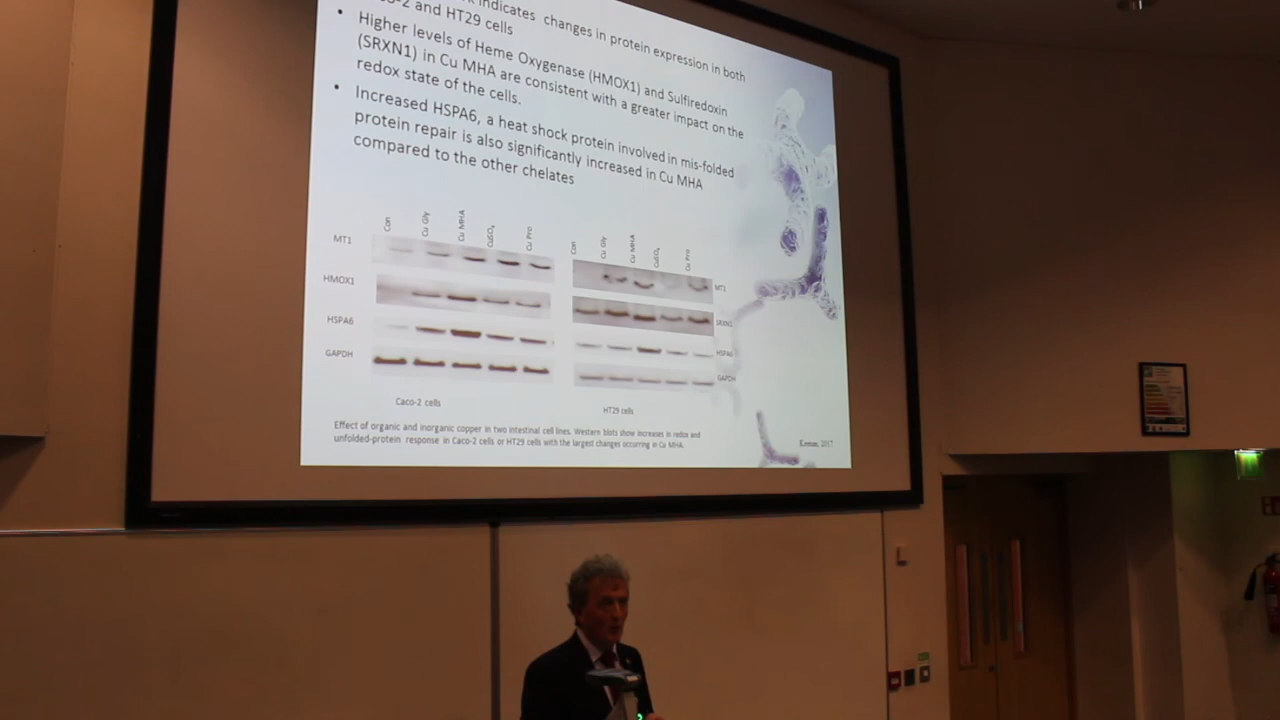 indicates changes in protein expression in both
-2 and HT29 cells
• Higher levels of Heme Oxygenase (HMOX1) and Sulfiredoxin
(SRXN1) in Cu MHA are consistent with a greater impact on the
redox state of the cells.
• Increased HSPA6, a heat shock protein involved in mis-folded
protein repair is also significantly increased in Cu MHA
compared to the other chelates
Con Cu Gly Cu MHA CuSO₄ Cu Pro
MT1
HMOX1
HSPA6
GAPDH
Caco-2 cells
Con Cu Gly Cu MHA CuSO₄ Cu Pro
MT1
SRXN1
HSPA6
GAPDH
HT29 cells
Effect of organic and inorganic copper in two intestinal cell lines. Western blots show increases in redox and
unfolded-protein response in Caco-2 cells or HT29 cells with the largest changes occurring in Cu MHA.
2017